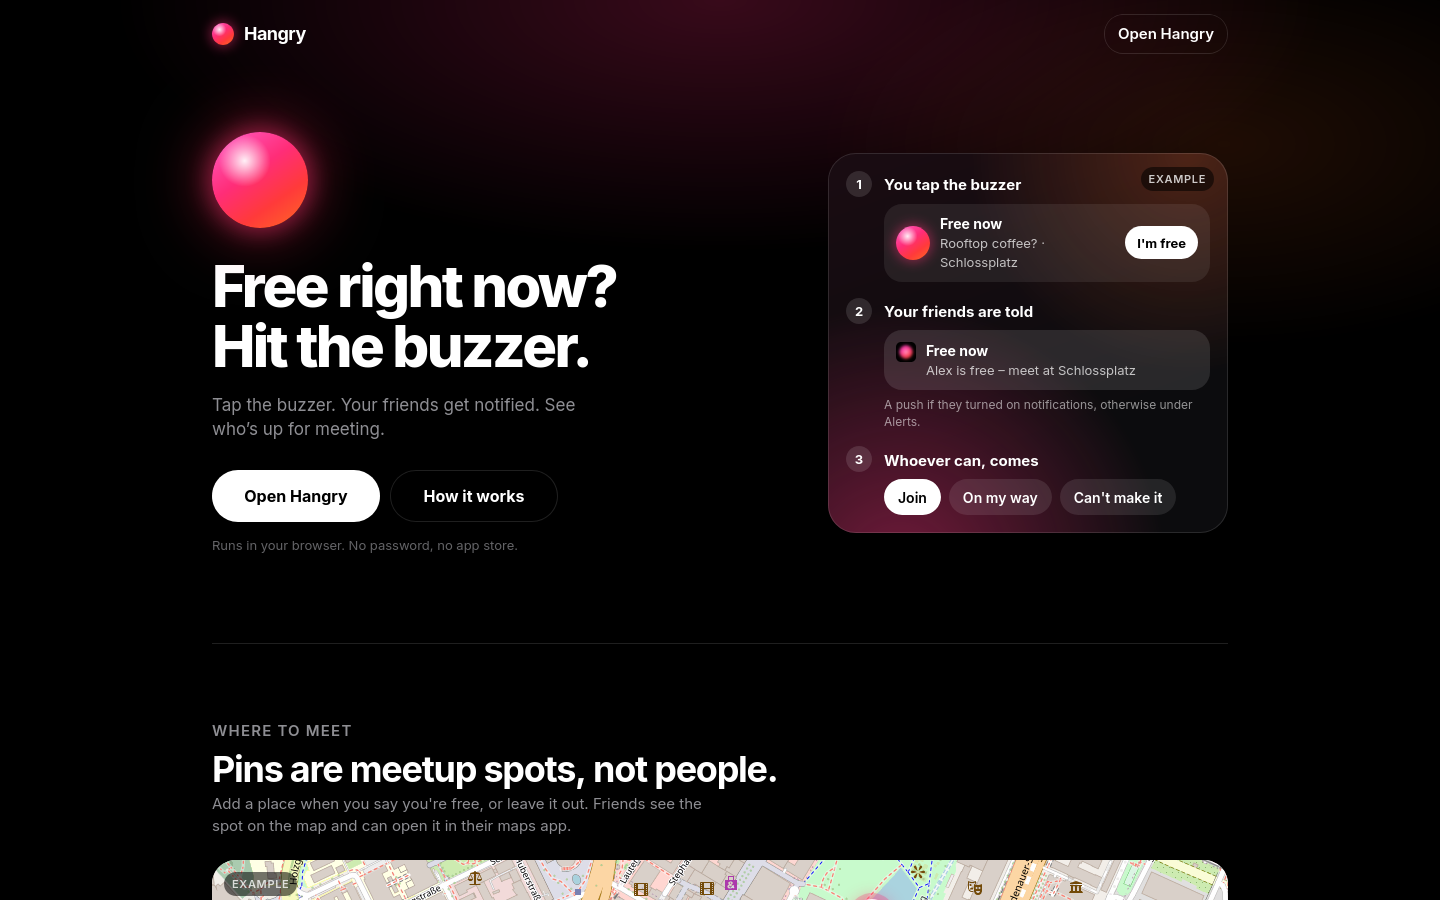 Hangry
Open Hangry
Free right now?
Hit the buzzer.
Tap the buzzer. Your friends get notified. See
who’s up for meeting.
Open Hangry
How it works
Runs in your browser. No password, no app store.
EXAMPLE
1
You tap the buzzer
Free now
Rooftop coffee? ·
Schlossplatz
I'm free
2
Your friends are told
Free now
Alex is free – meet at Schlossplatz
A push if they turned on notifications, otherwise under
Alerts.
3
Whoever can, comes
Join
On my way
Can't make it
WHERE TO MEET
Pins are meetup spots, not people.
Add a place when you say you're free, or leave it out. Friends see the
spot on the map and can open it in their maps app.
EXAMPLE